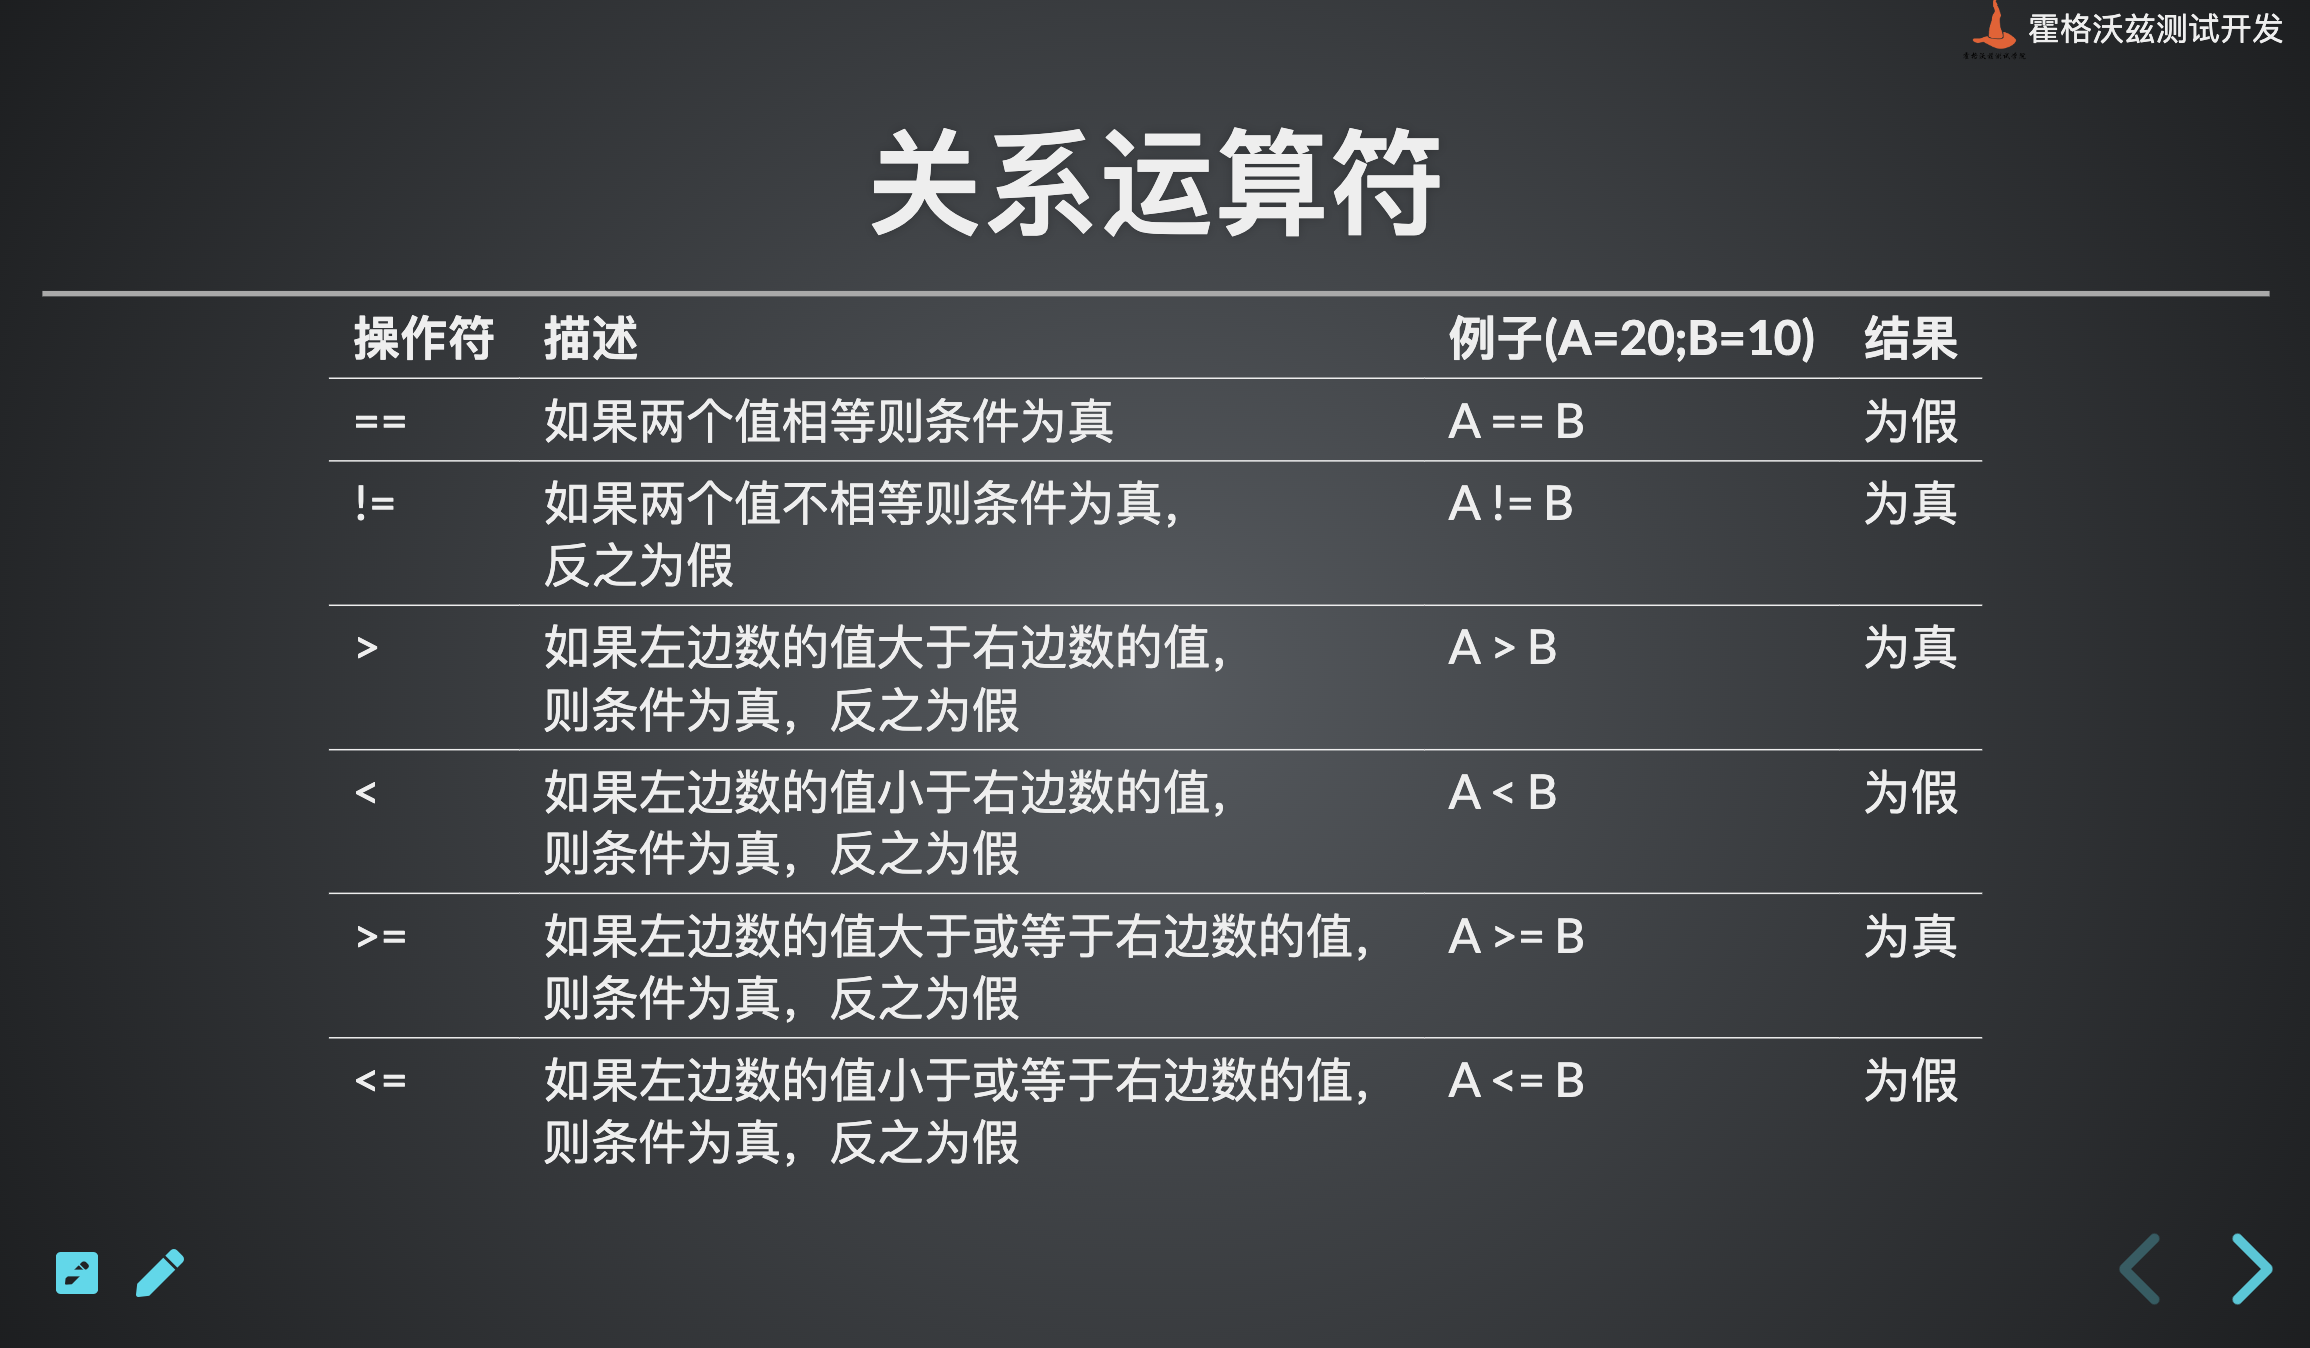 霍格沃兹测试开发
关系运算符
操作符 描述 例子(A=20;B=10) 结果
== 如果两个值相等则条件为真 A == B 为假
!= 如果两个值不相等则条件为真， A != B 为真
反之为假
> 如果左边数的值大于右边数的值， A > B 为真
则条件为真，反之为假
< 如果左边数的值小于右边数的值， A < B 为假
则条件为真，反之为假
>= 如果左边数的值大于或等于右边数的值， A >= B 为真
则条件为真，反之为假
<= 如果左边数的值小于或等于右边数的值， A <= B 为假
则条件为真，反之为假